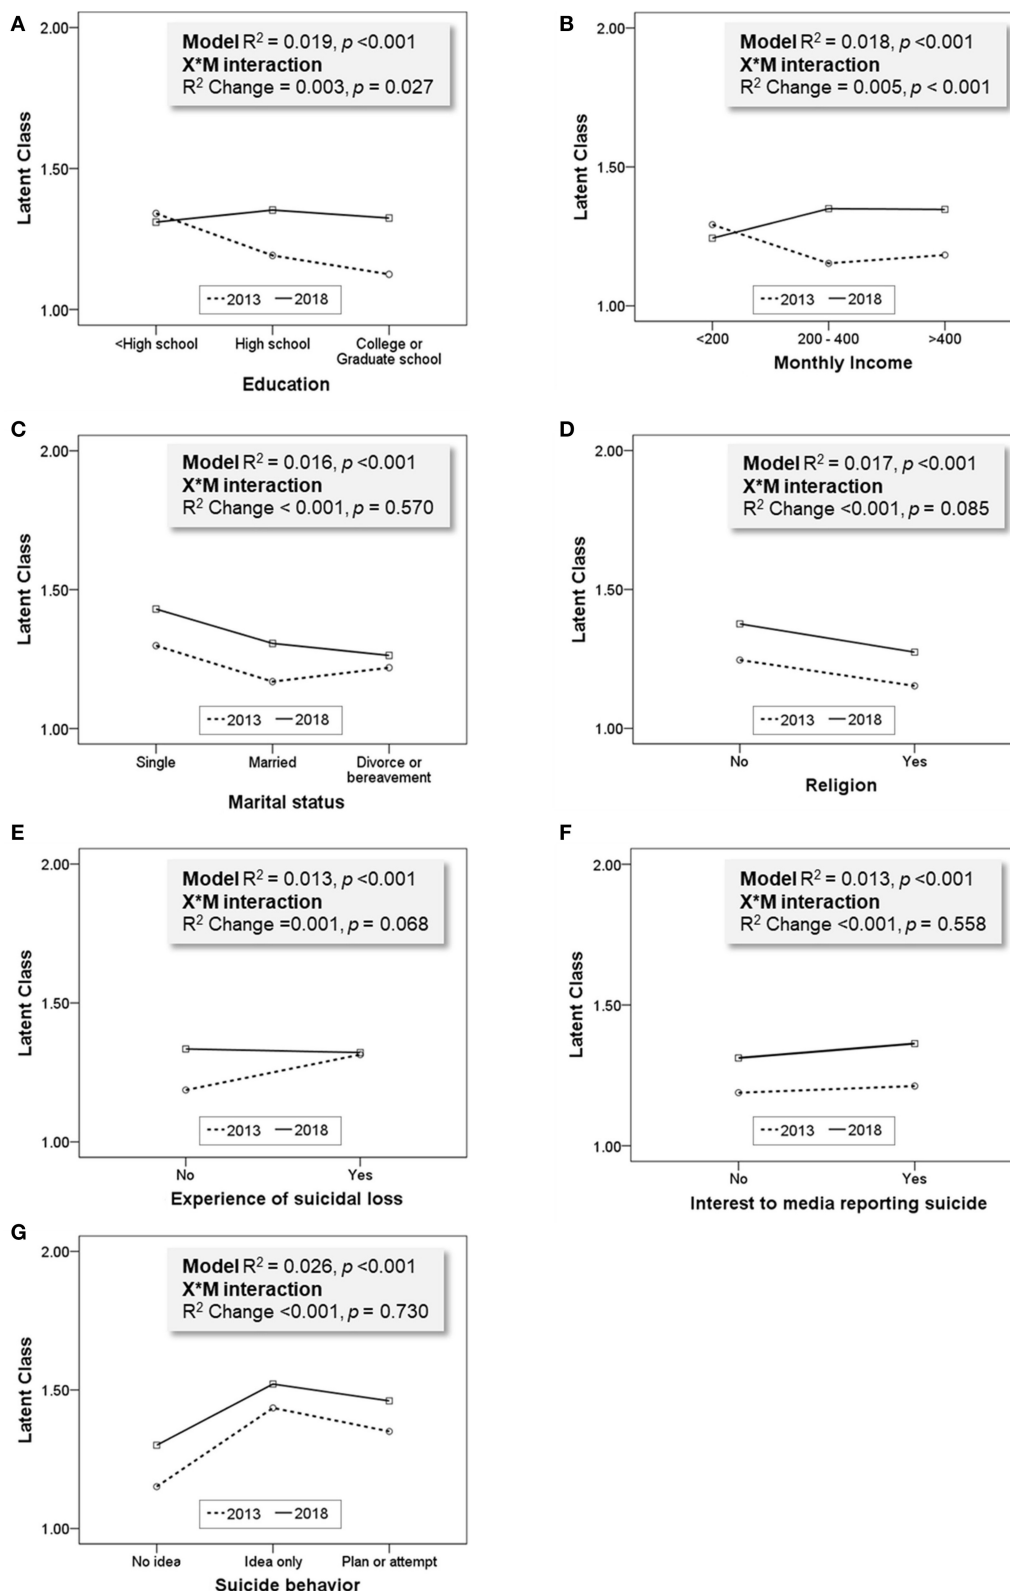 A
2.00
1.50
1.00
Latent Class
Model R² = 0.019, p <0.001
X*M interaction
R² Change = 0.003, p = 0.027
2013 2018
<High school High school College or
Graduate school
Education
B
2.00
1.50
1.00
Latent Class
Model R² = 0.018, p <0.001
X*M interaction
R² Change = 0.005, p < 0.001
2013 2018
<200 200 - 400 >400
Monthly Income
C
2.00
1.50
1.00
Latent Class
Model R² = 0.016, p <0.001
X*M interaction
R² Change < 0.001, p = 0.570
2013 2018
Single Married Divorce or
bereavement
Marital status
D
2.00
1.50
1.00
Latent Class
Model R² = 0.017, p <0.001
X*M interaction
R² Change <0.001, p = 0.085
2013 2018
No Yes
Religion
E
2.00
1.50
1.00
Latent Class
Model R² = 0.013, p <0.001
X*M interaction
R² Change =0.001, p = 0.068
2013 2018
No Yes
Experience of suicidal loss
F
2.00
1.50
1.00
Latent Class
Model R² = 0.013, p <0.001
X*M interaction
R² Change <0.001, p = 0.558
2013 2018
No Yes
Interest to media reporting suicide
G
2.00
1.50
1.00
Latent Class
Model R² = 0.026, p <0.001
X*M interaction
R² Change <0.001, p = 0.730
2013 2018
No idea Idea only Plan or attempt
Suicide behavior